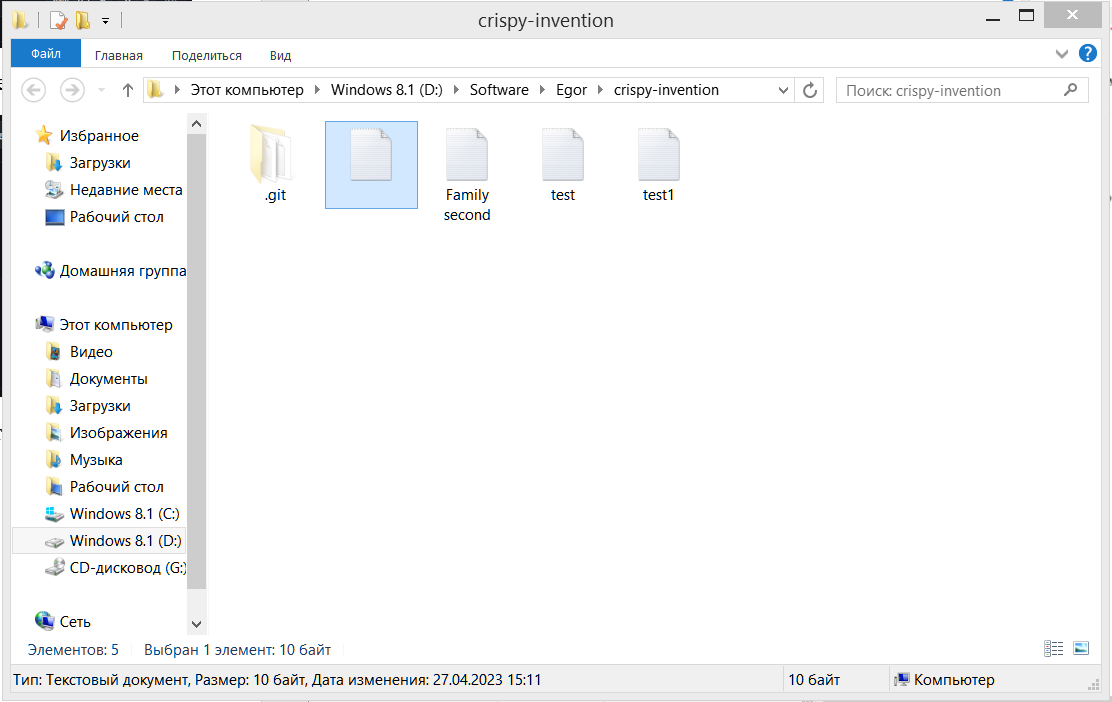 crispy-invention
Файл Главная Поделиться Вид
Этот компьютер Windows 8.1 (D:) Software Egor crispy-invention
Поиск: crispy-invention
Избранное
Загрузки
Недавние места
Рабочий стол
Домашняя группа
Этот компьютер
Видео
Документы
Загрузки
Изображения
Музыка
Рабочий стол
Windows 8.1 (C:)
Windows 8.1 (D:)
CD-дисковод (G:)
Сеть
.git
Family
second
test
test1
Элементов: 5 Выбран 1 элемент: 10 байт
Тип: Текстовый документ, Размер: 10 байт, Дата изменения: 27.04.2023 15:11 10 байт Компьютер